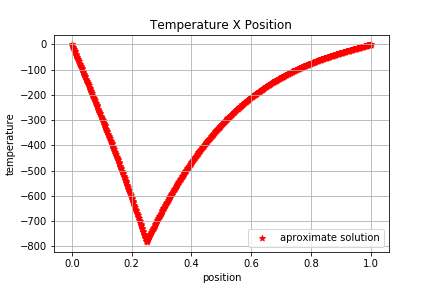 Temperature X Position
temperature
0
−100
−200
−300
−400
−500
−600
−700
−800
0.0 0.2 0.4 0.6 0.8 1.0
position
aproximate solution